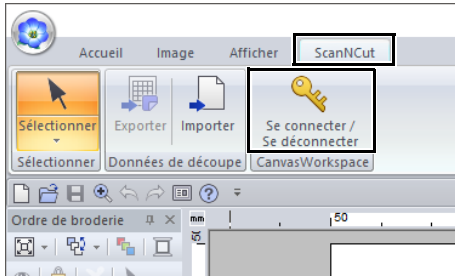 Accueil Image Afficher ScanNCut
Sélectionner Exporter Importer Se connecter /
Se déconnecter
Sélectionner Données de découpe CanvasWorkspace
Ordre de broderie mm 50